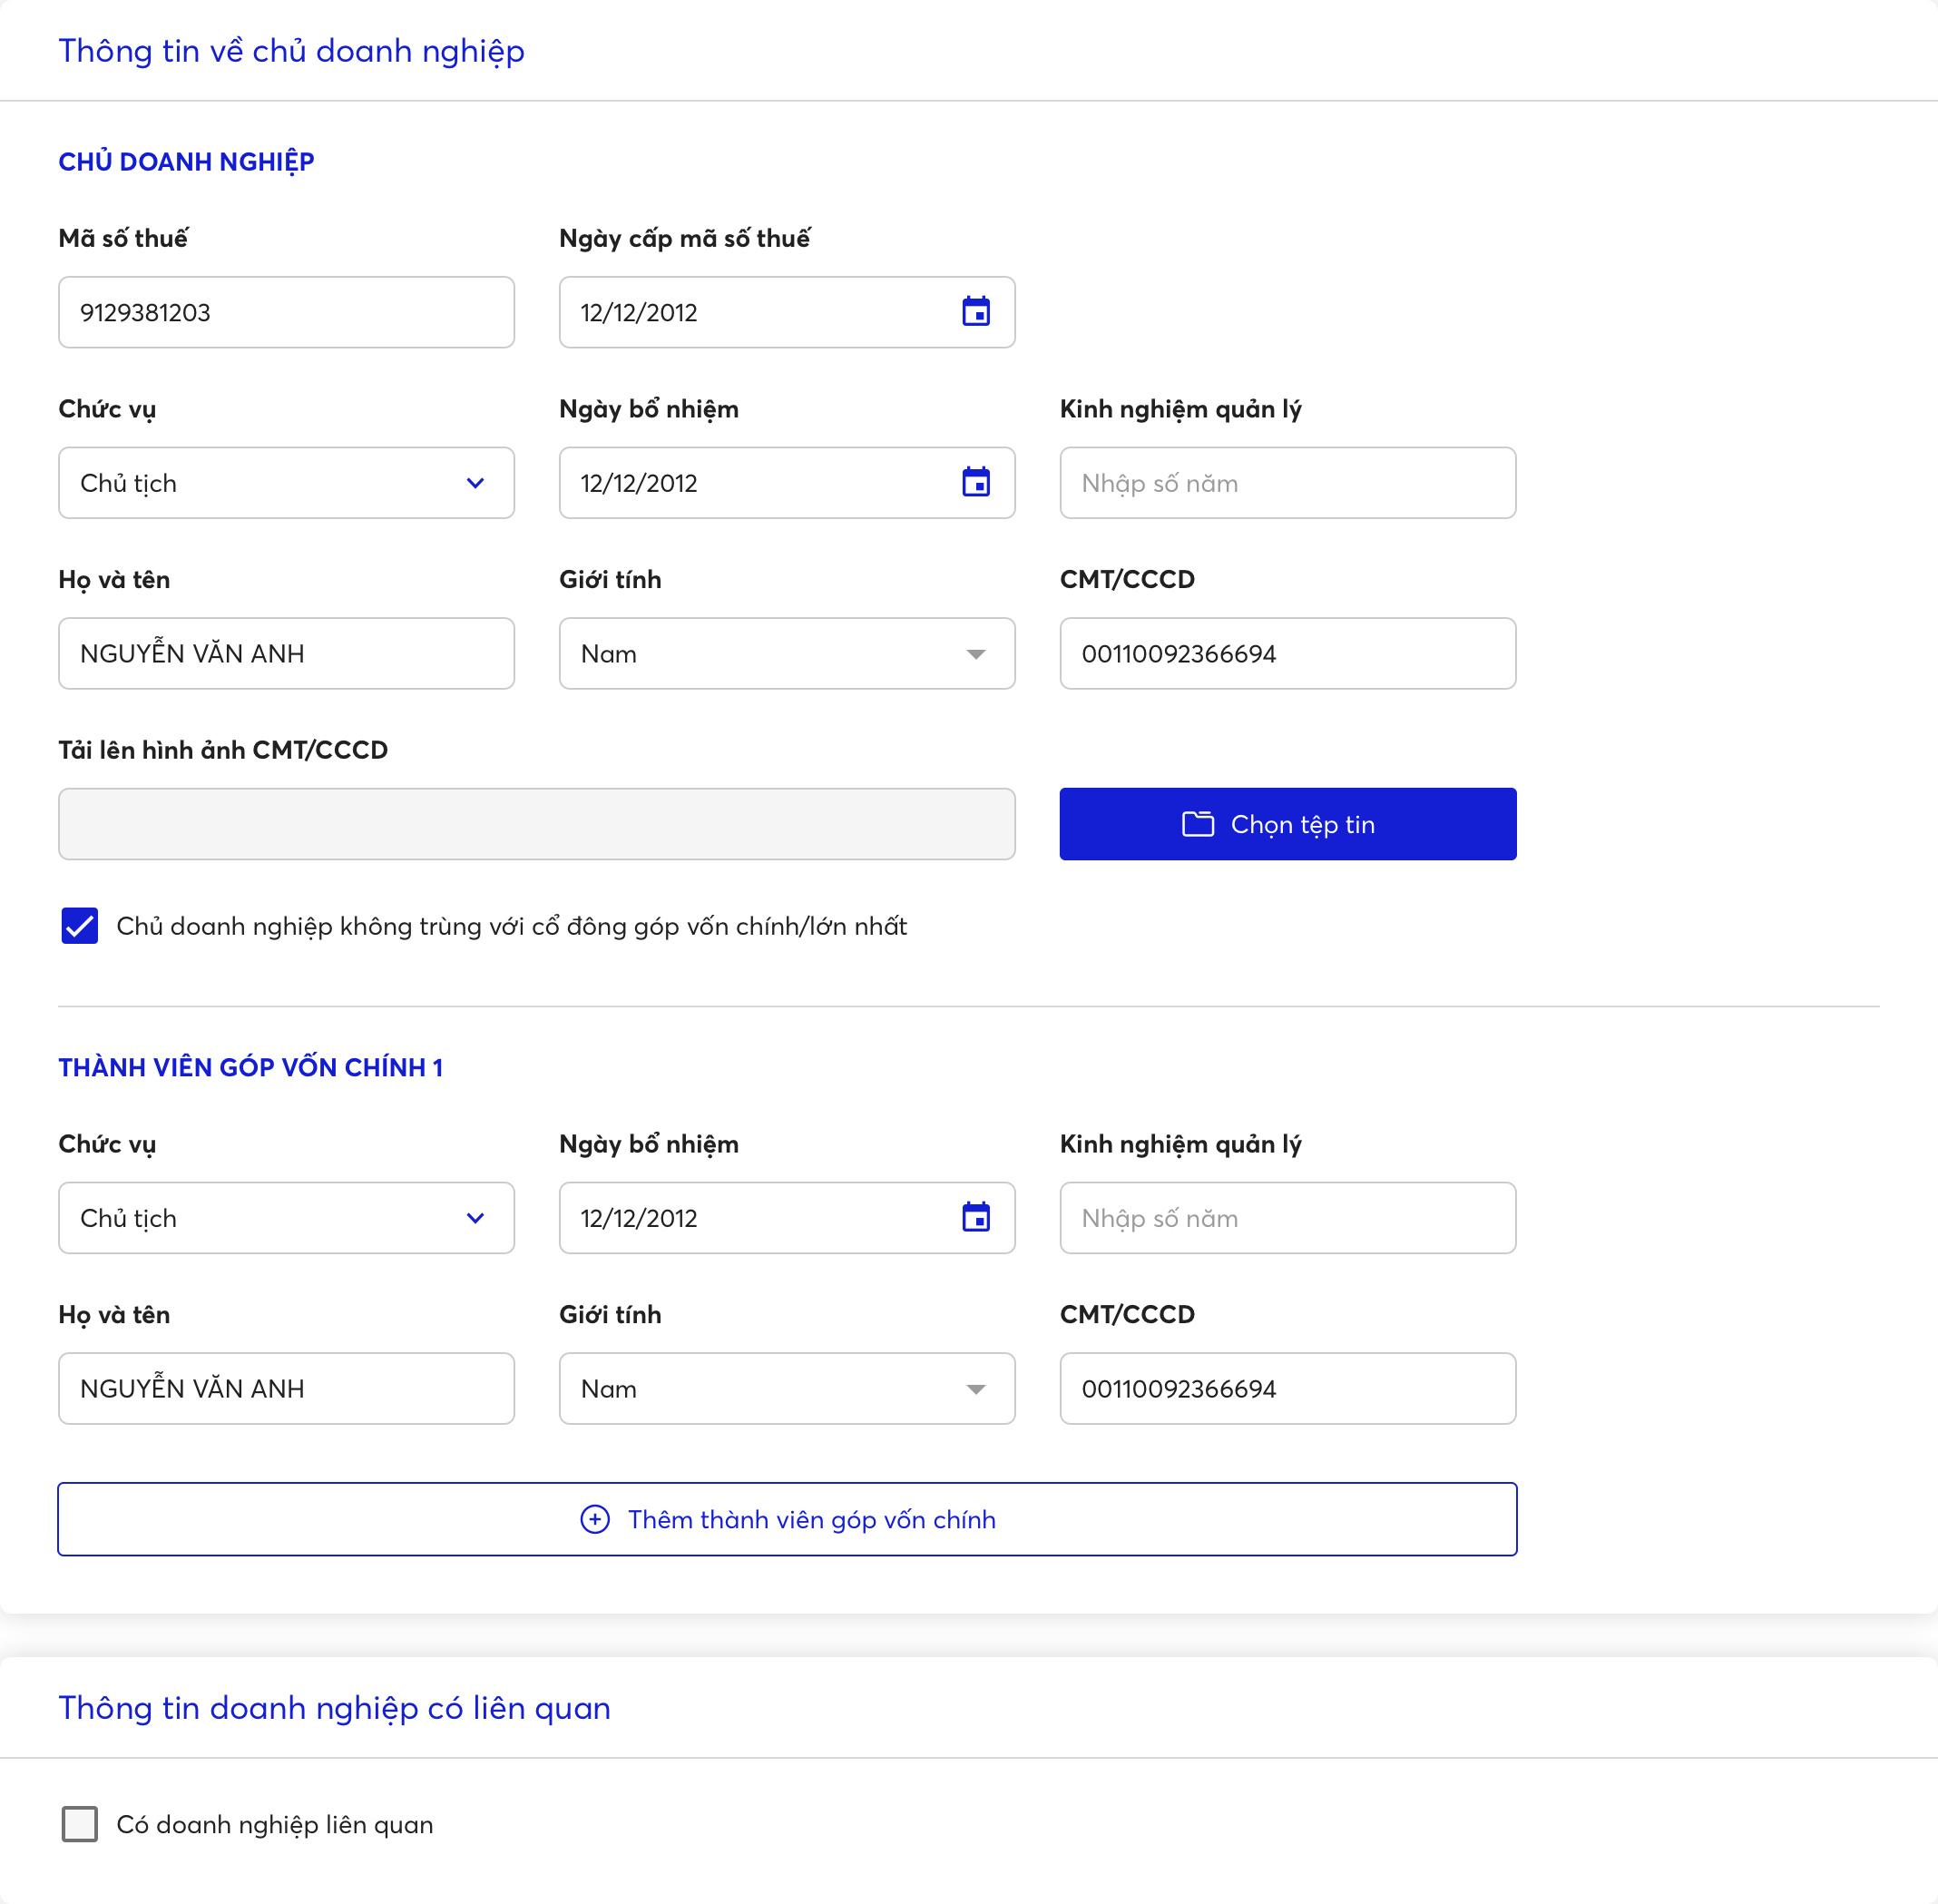 Thông tin về chủ doanh nghiệp
CHỦ DOANH NGHIỆP
Mã số thuế Ngày cấp mã số thuế
9129381203 12/12/2012
Chức vụ Ngày bổ nhiệm Kinh nghiệm quản lý
Chủ tịch 12/12/2012 Nhập số năm
Họ và tên Giới tính CMT/CCCD
NGUYỄN VĂN ANH Nam 00110092366694
Tải lên hình ảnh CMT/CCCD
Chọn tệp tin
Chủ doanh nghiệp không trùng với cổ đông góp vốn chính/lớn nhất
THÀNH VIÊN GÓP VỐN CHÍNH 1
Chức vụ Ngày bổ nhiệm Kinh nghiệm quản lý
Chủ tịch 12/12/2012 Nhập số năm
Họ và tên Giới tính CMT/CCCD
NGUYỄN VĂN ANH Nam 00110092366694
Thêm thành viên góp vốn chính
Thông tin doanh nghiệp có liên quan
Có doanh nghiệp liên quan